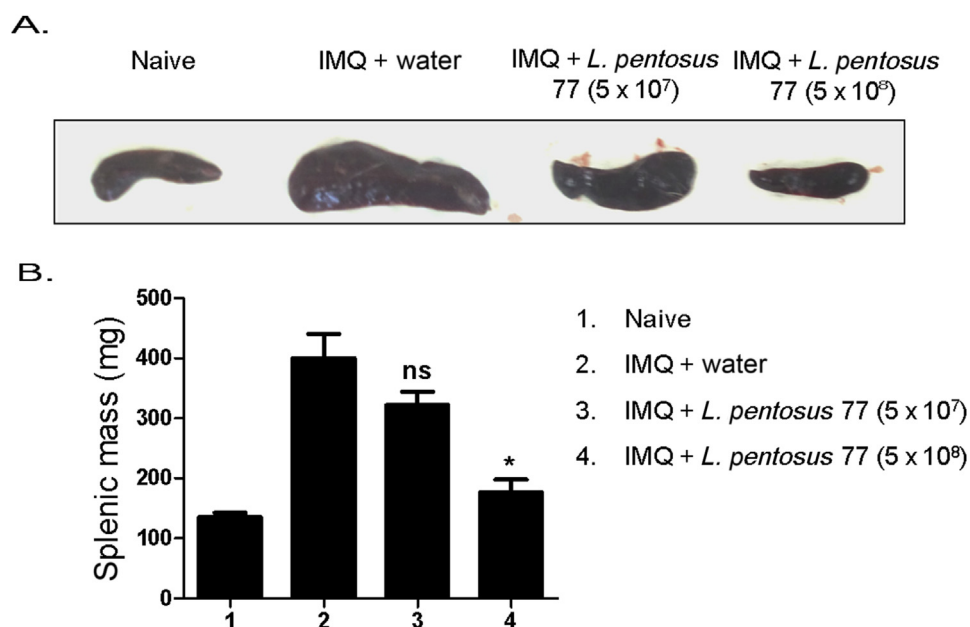 A.
Naive
IMQ + water
IMQ + L. pentosus
77 (5 x 10⁷)
IMQ + L. pentosus
77 (5 x 10⁸)
B.
Splenic mass (mg)
500
400
300
200
100
0
ns
*
1
2
3
4
1. Naive
2. IMQ + water
3. IMQ + L. pentosus 77 (5 x 10⁷)
4. IMQ + L. pentosus 77 (5 x 10⁸)